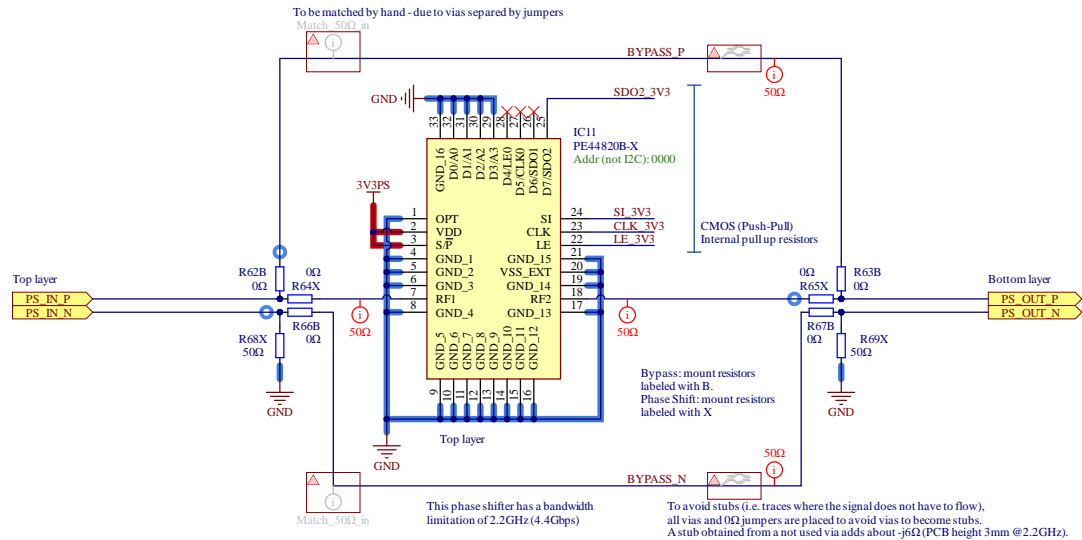 To be matched by hand - due to vias separed by jumpers
Match_50Ω_in
i
BYPASS_P
i
50Ω
GND
SDO2_3V3
33
32
31
30
29
28
27
26
25
GND_16
D0/A0
D1/A1
D2/A2
D3/A3
D4/LE0
D5/CLK0
D6/SDO1
D7/SDO2
IC11
PE44820B-X
Addr (not I2C): 0000
3V3PS
1 OPT
2 VDD
3 S/P
4 GND_1
5 GND_2
6 GND_3
7 RF1
8 GND_4
SI 24 SI_3V3
CLK 23 CLK_3V3
LE 22 LE_3V3
GND_15 21
VSS_EXT 20
GND_14 19
RF2 18
GND_13 17
CMOS (Push-Pull)
Internal pull up resistors
GND_5
GND_6
GND_7
GND_8
GND_9
GND_10
GND_11
GND_12
9
10
11
12
13
14
15
16
Top layer
PS_IN_P
PS_IN_N
R62B
0Ω
0Ω
R64X
R66B
0Ω
R68X
50Ω
GND
i
50Ω
i
50Ω
0Ω
R65X
R63B
0Ω
R67B
0Ω
R69X
50Ω
GND
Bottom layer
PS_OUT_P
PS_OUT_N
Bypass: mount resistors
labeled with B.
Phase Shift: mount resistors
labeled with X
Top layer
GND
i
Match_50Ω_in
BYPASS_N
50Ω
i
This phase shifter has a bandwidth
limitation of 2.2GHz (4.4Gbps)
To avoid stubs (i.e. traces where the signal does not have to flow),
all vias and 0Ω jumpers are placed to avoid vias to become stubs.
A stub obtained from a not used via adds about -j6Ω (PCB height 3mm @2.2GHz).